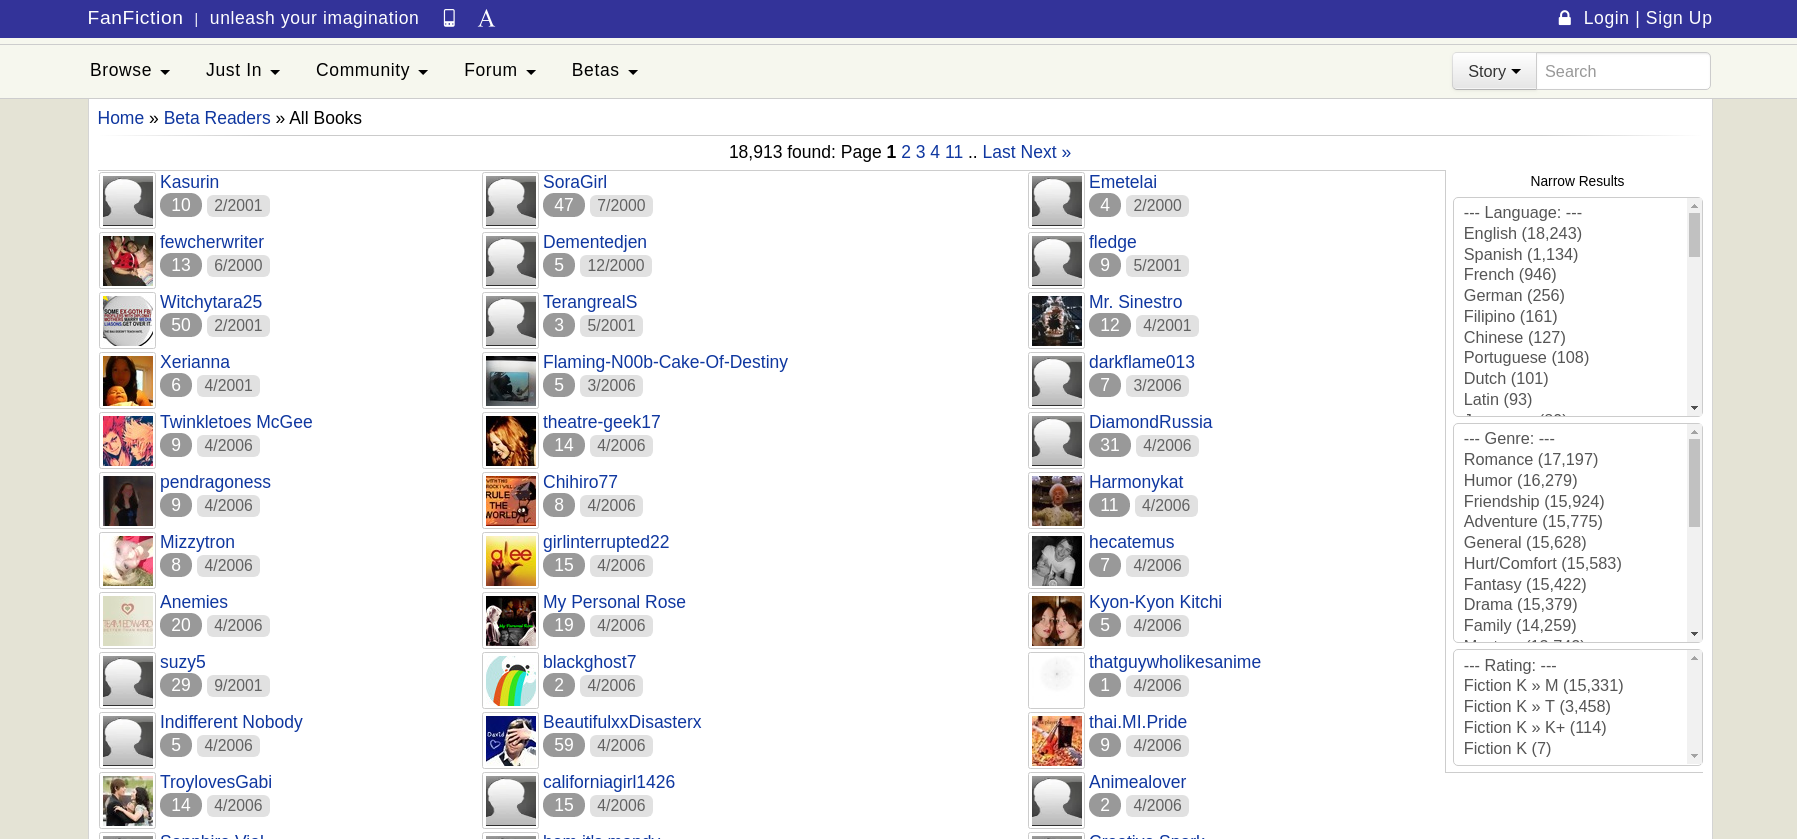 FanFiction | unleash your imagination A Login | Sign Up
Browse Just In Community Forum Betas Story Search
Home » Beta Readers » All Books
18,913 found: Page 1 2 3 4 11 .. Last Next »
Kasurin
10 2/2001
SoraGirl
47 7/2000
Emetelai
4 2/2000
fewcherwriter
13 6/2000
Dementedjen
5 12/2000
fledge
9 5/2001
Witchytara25
50 2/2001
TerangrealS
3 5/2001
Mr. Sinestro
12 4/2001
Xerianna
6 4/2001
Flaming-N00b-Cake-Of-Destiny
5 3/2006
darkflame013
7 3/2006
Twinkletoes McGee
9 4/2006
theatre-geek17
14 4/2006
DiamondRussia
31 4/2006
pendragoness
9 4/2006
RULE
THE
WORLD
Chihiro77
8 4/2006
Harmonykat
11 4/2006
Mizzytron
8 4/2006
glee
girlinterrupted22
15 4/2006
hecatemus
7 4/2006
TEAM EDWARD
Anemies
20 4/2006
My Personal Rose
19 4/2006
Kyon-Kyon Kitchi
5 4/2006
suzy5
29 9/2001
blackghost7
2 4/2006
thatguywholikesanime
1 4/2006
Indifferent Nobody
5 4/2006
David
BeautifulxxDisasterx
59 4/2006
thai.MI.Pride
9 4/2006
TroylovesGabi
14 4/2006
californiagirl1426
15 4/2006
Animealover
2 4/2006
Narrow Results
--- Language: ---
English (18,243)
Spanish (1,134)
French (946)
German (256)
Filipino (161)
Chinese (127)
Portuguese (108)
Dutch (101)
Latin (93)
--- Genre: ---
Romance (17,197)
Humor (16,279)
Friendship (15,924)
Adventure (15,775)
General (15,628)
Hurt/Comfort (15,583)
Fantasy (15,422)
Drama (15,379)
Family (14,259)
--- Rating: ---
Fiction K » M (15,331)
Fiction K » T (3,458)
Fiction K » K+ (114)
Fiction K (7)